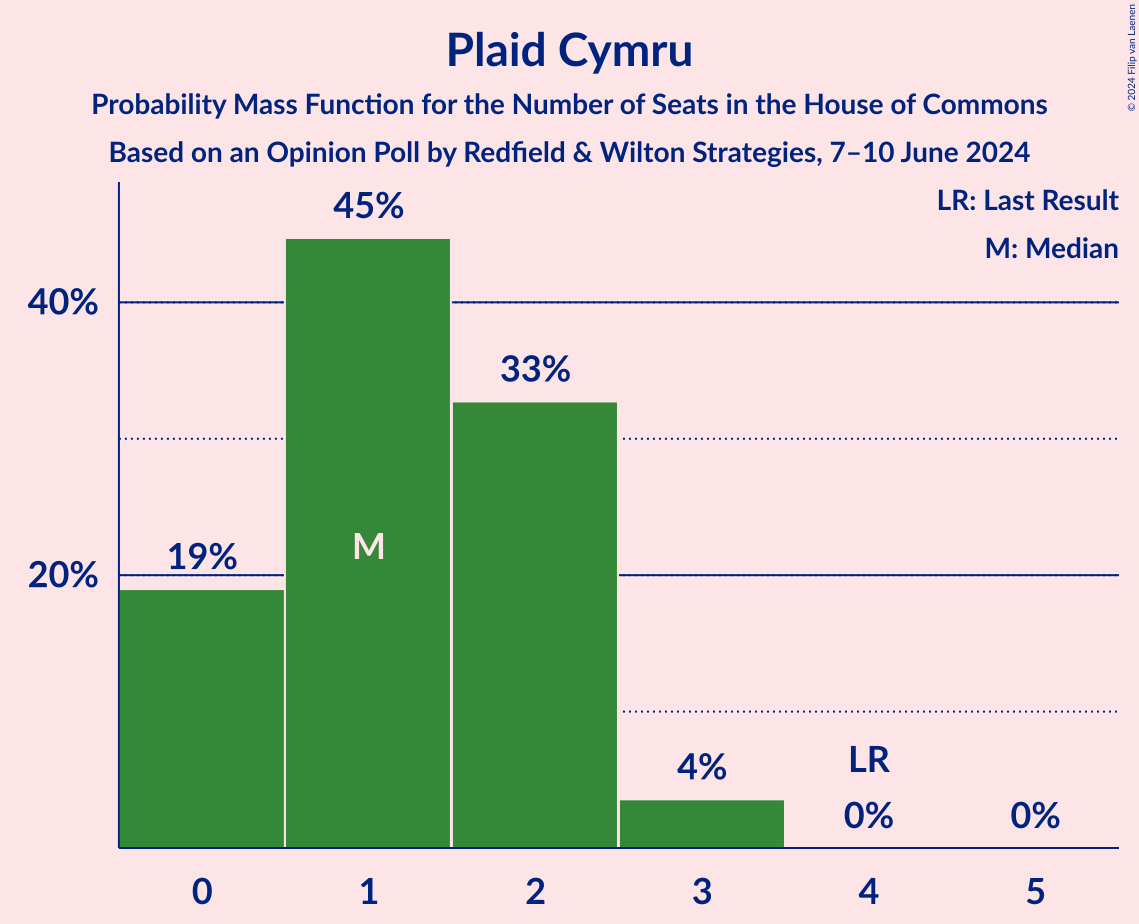 © 2024 Filip van Laenen
Plaid Cymru
Probability Mass Function for the Number of Seats in the House of Commons
Based on an Opinion Poll by Redfield & Wilton Strategies, 7–10 June 2024
LR: Last Result
M: Median
45%
40%
33%
M
19%
20%
LR
4%
0%
0%
0
1
2
3
4
5